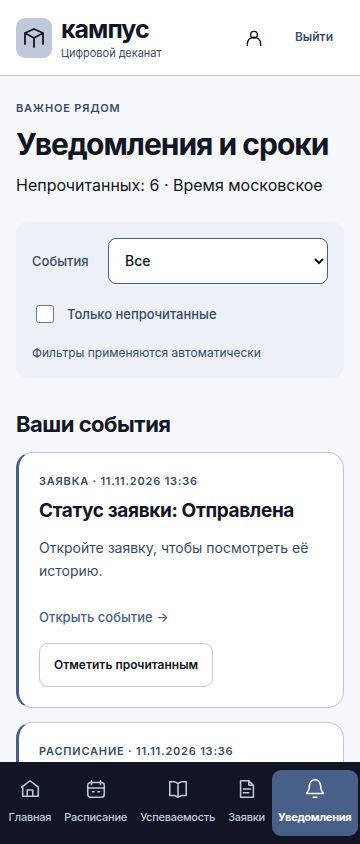 кампус
Цифровой деканат
Выйти
ВАЖНОЕ РЯДОМ
Уведомления и сроки
Непрочитанных: 6 · Время московское
События
Все
Только непрочитанные
Фильтры применяются автоматически
Ваши события
ЗАЯВКА · 11.11.2026 13:36
Статус заявки: Отправлена
Откройте заявку, чтобы посмотреть её
историю.
Открыть событие →
Отметить прочитанным
РАСПИСАНИЕ · 11.11.2026 13:36
Главная
Расписание
Успеваемость
Заявки
Уведомления